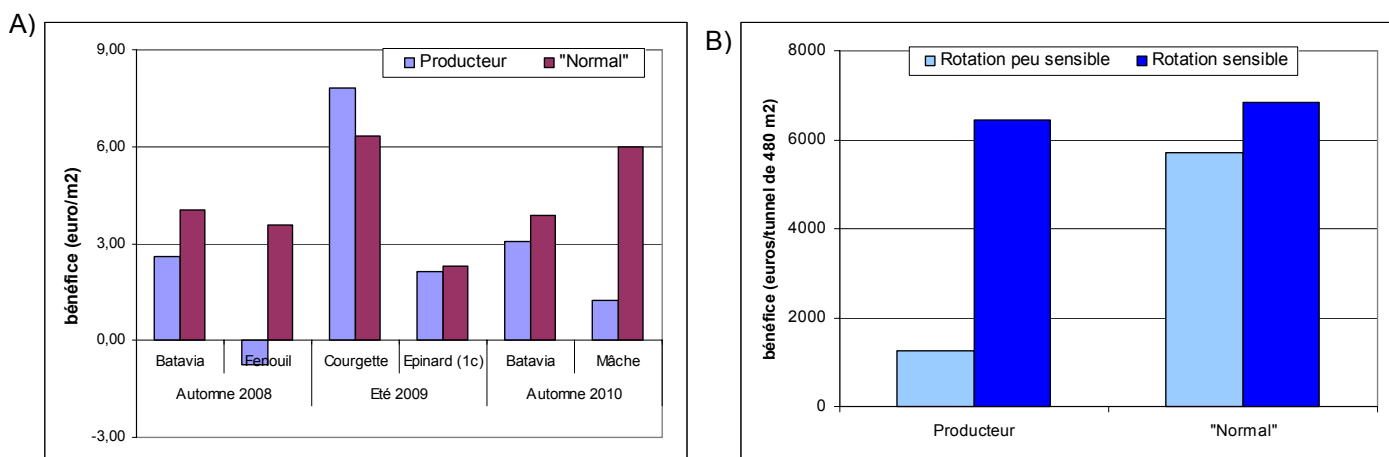 A)
9,00
6,00
3,00
0,00
-3,00
bénéfice (euro/m2)
Producteur "Normal"
Batavia Fenouil Courgette Epinard (1c) Batavia Mâche
Automne 2008 Eté 2009 Automne 2010
B)
8000
6000
4000
2000
0
bénéfice (euros/tunnel de 480 m2)
Rotation peu sensible Rotation sensible
Producteur "Normal"